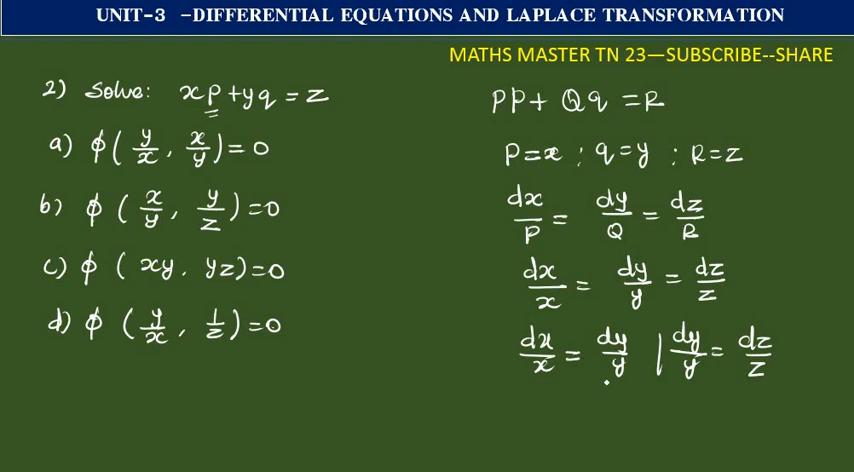 UNIT-3 –DIFFERENTIAL EQUATIONS AND LAPLACE TRANSFORMATION
MATHS MASTER TN 23—SUBSCRIBE--SHARE
2) Solve: xp+yq = z
a) ϕ(y/x, x/y) = 0
b) ϕ(x/y, y/z) = 0
c) ϕ(xy, yz) = 0
d) ϕ(y/x, 1/z) = 0
Pp + Qq = R
P=x ; q=y ; R=z
dx/P = dy/Q = dz/R
dx/x = dy/y = dz/z
dx/x = dy/y | dy/y = dz/z